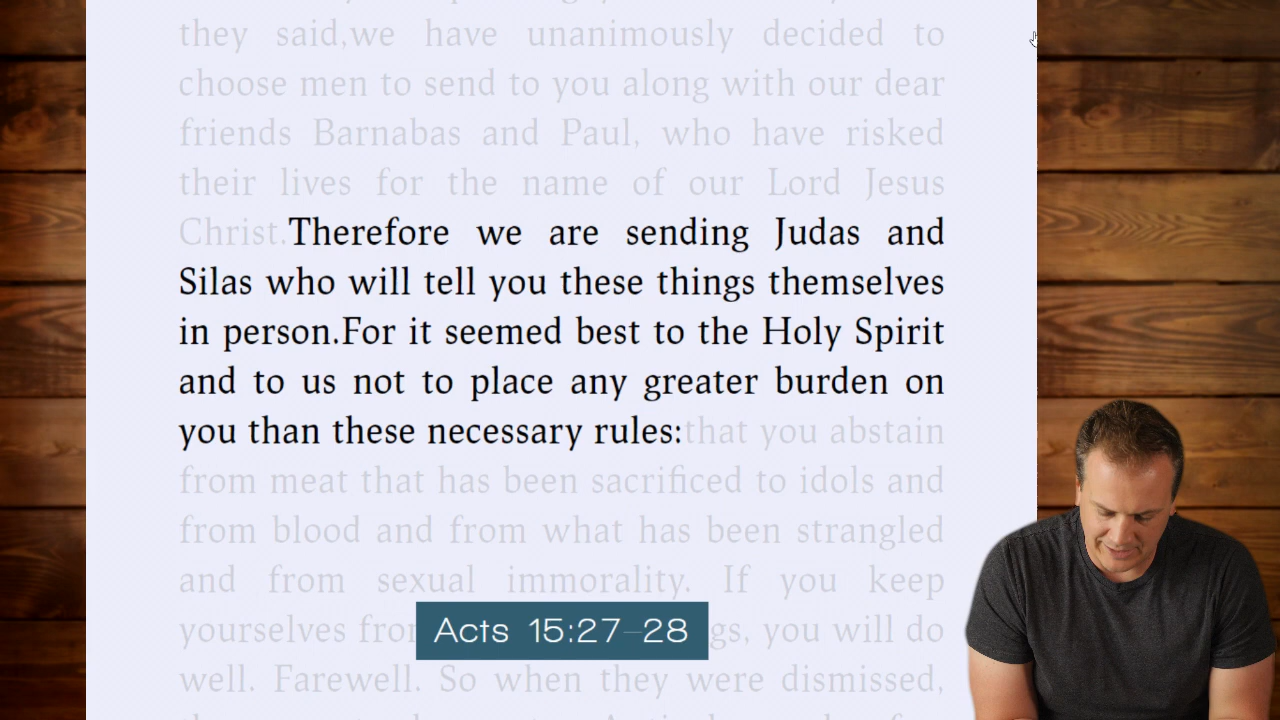 they said,we have unanimously decided to
choose men to send to you along with our dear
friends Barnabas and Paul, who have risked
their lives for the name of our Lord Jesus
Christ.Therefore we are sending Judas and
Silas who will tell you these things themselves
in person.For it seemed best to the Holy Spirit
and to us not to place any greater burden on
you than these necessary rules:that you abstain
from meat that has been sacrificed to idols and
from blood and from what has been strangled
and from sexual immorality. If you keep
yourselves you will do
Acts 15:27–28
well. Farewell. So when they were dismissed,